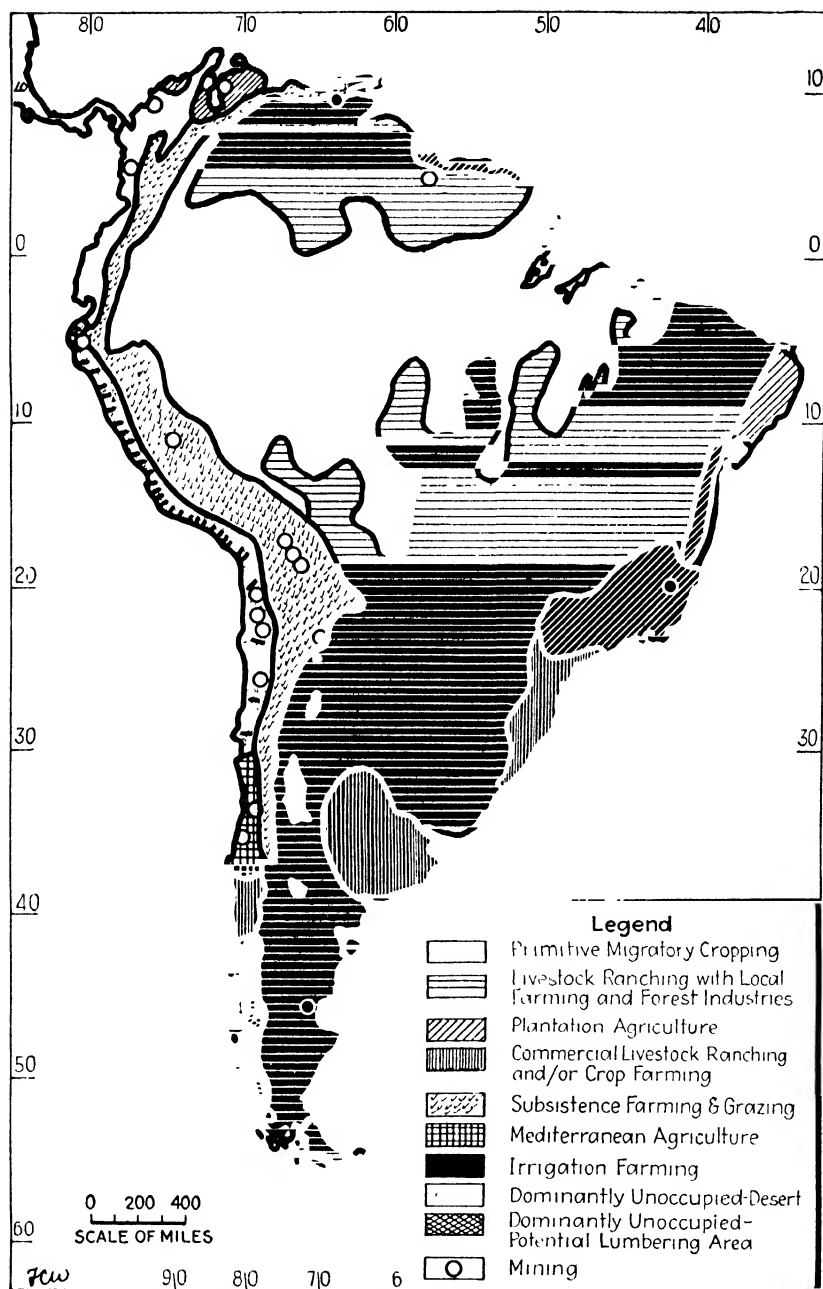 80 70 60 50 40
10 10
0 0
10
20 20
30 30
40
50
60
Legend
Primitive Migratory Cropping
Livestock Ranching with Local
Farming and Forest Industries
Plantation Agriculture
Commercial Livestock Ranching
and/or Crop Farming
Subsistence Farming & Grazing
Mediterranean Agriculture
Irrigation Farming
Dominantly Unoccupied-Desert
Dominantly Unoccupied-
Potential Lumbering Area
Mining
0 200 400
SCALE OF MILES
JCW
90 80 70 6